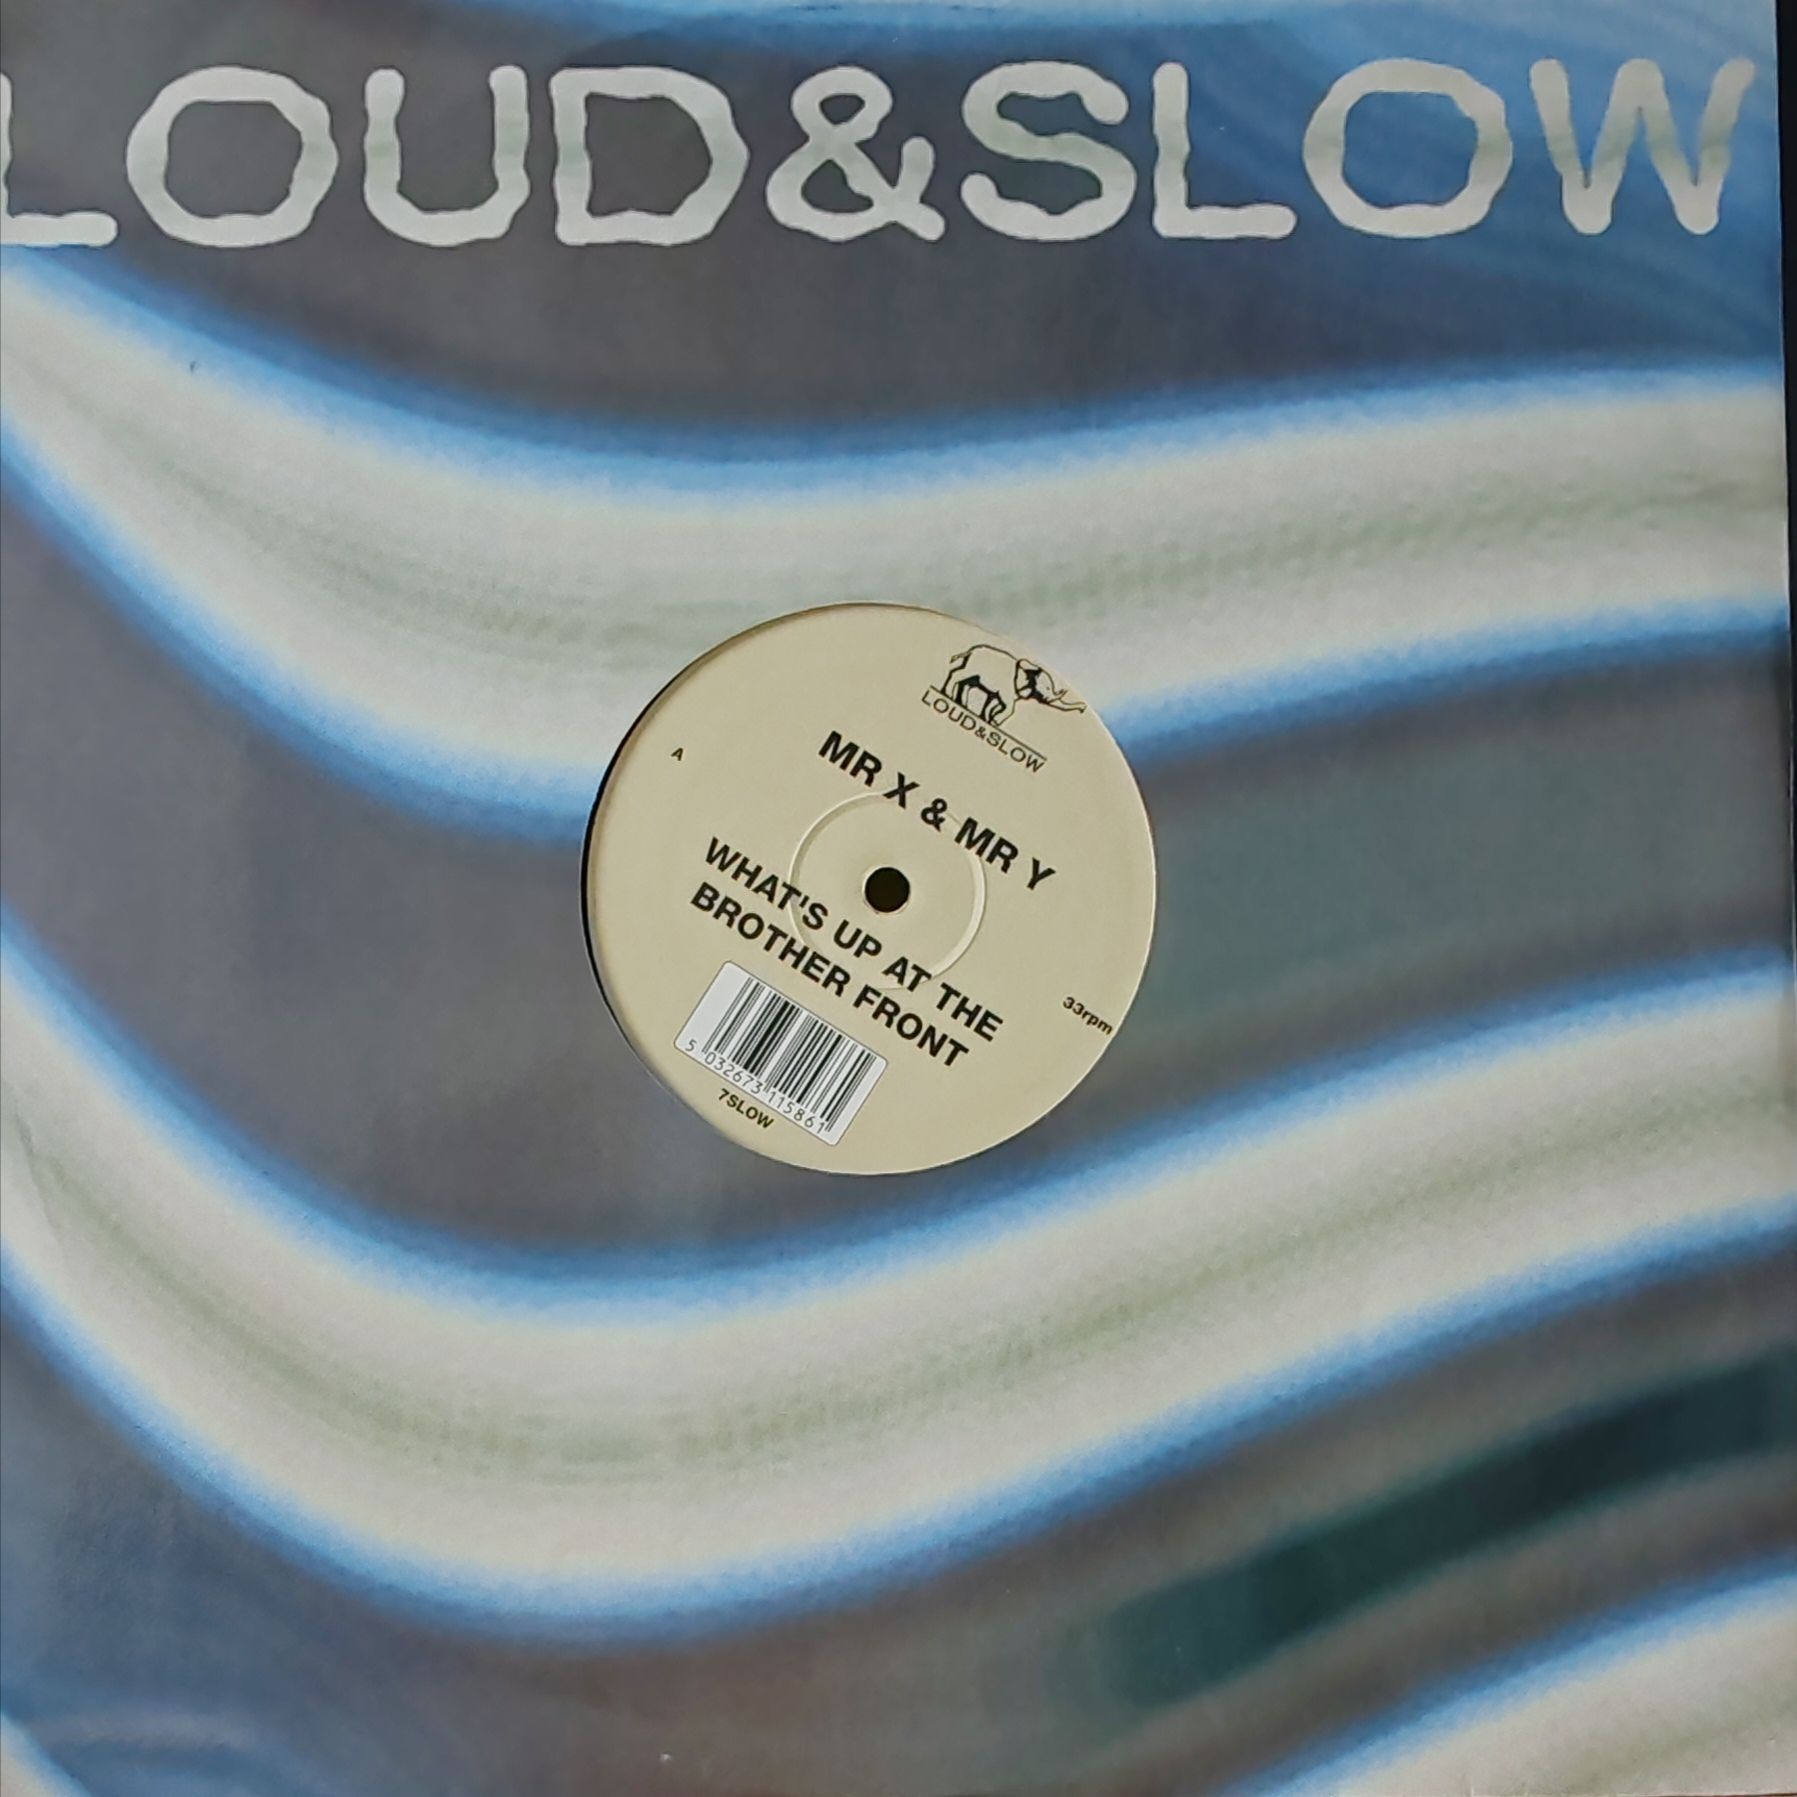 LOUD&SLOW
LOUD&SLOW
A
MR X & MR Y
WHAT'S UP AT THE
BROTHER FRONT
33rpm
5 032673 115861
7SLOW